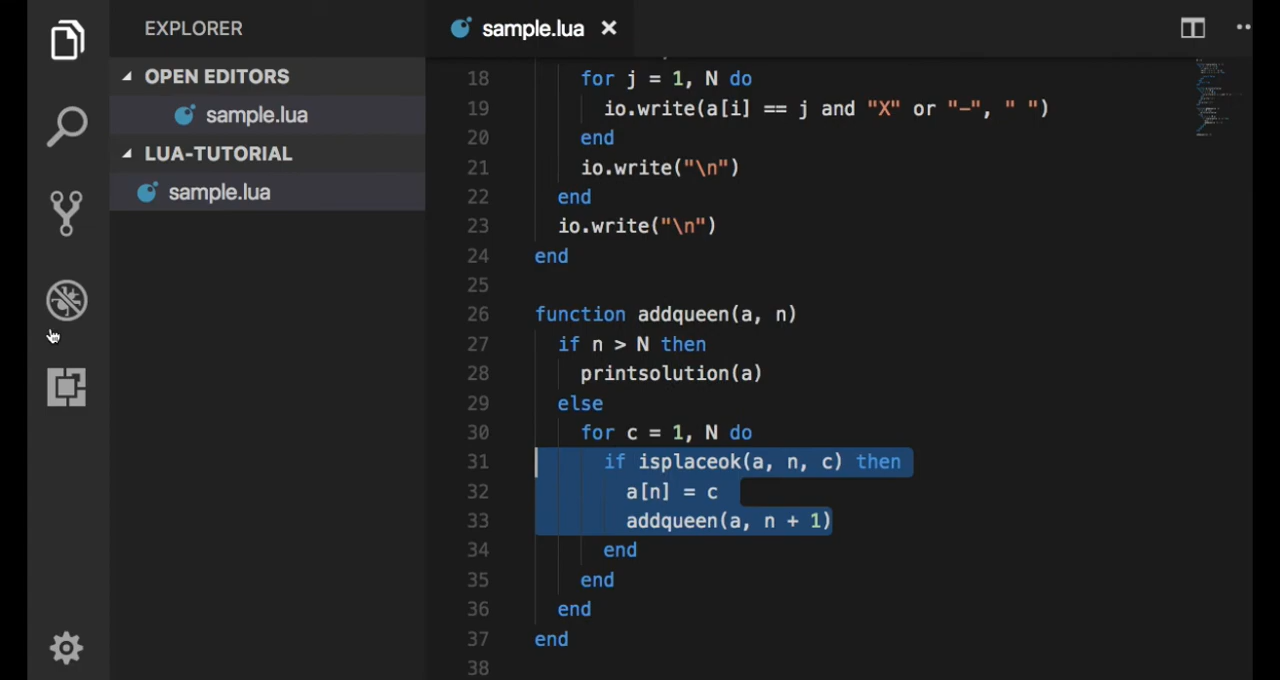 EXPLORER
OPEN EDITORS
sample.lua
LUA-TUTORIAL
sample.lua
sample.lua
18 for j = 1, N do
19 io.write(a[i] == j and "X" or "-", " ")
20 end
21 io.write("\n")
22 end
23 io.write("\n")
24 end
25
26 function addqueen(a, n)
27 if n > N then
28 printsolution(a)
29 else
30 for c = 1, N do
31 if isplaceok(a, n, c) then
32 a[n] = c
33 addqueen(a, n + 1)
34 end
35 end
36 end
37 end
38